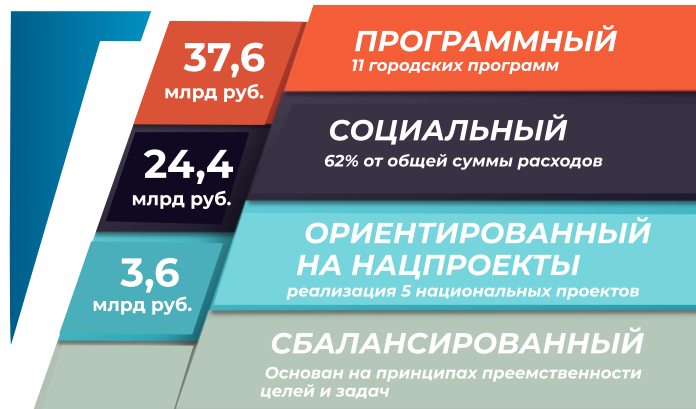 37,6
млрд руб.
ПРОГРАММНЫЙ
11 городских программ
24,4
млрд руб.
СОЦИАЛЬНЫЙ
62% от общей суммы расходов
3,6
млрд руб.
ОРИЕНТИРОВАННЫЙ
НА НАЦПРОЕКТЫ
реализация 5 национальных проектов
СБАЛАНСИРОВАННЫЙ
Основан на принципах преемственности
целей и задач